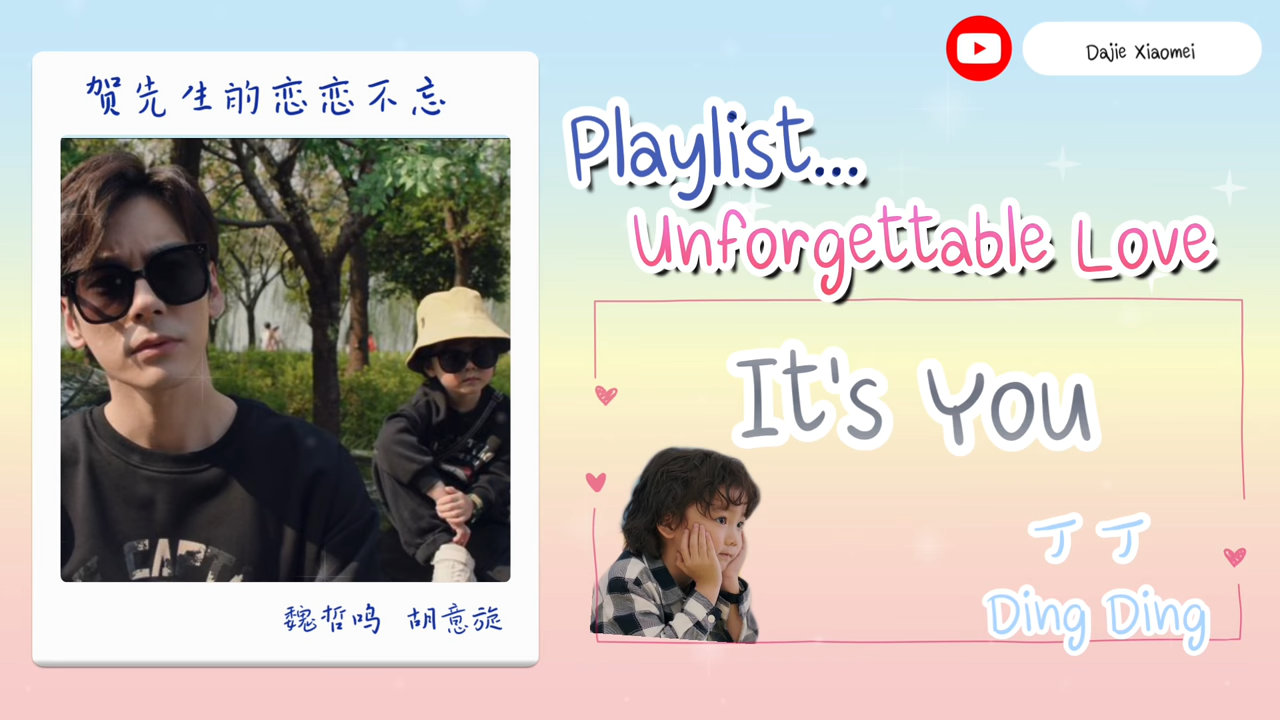 贺先生的恋恋不忘
魏哲鸣 胡意旋
Dajie Xiaomei
Playlist...
Unforgettable Love
It's You
丁丁
Ding Ding